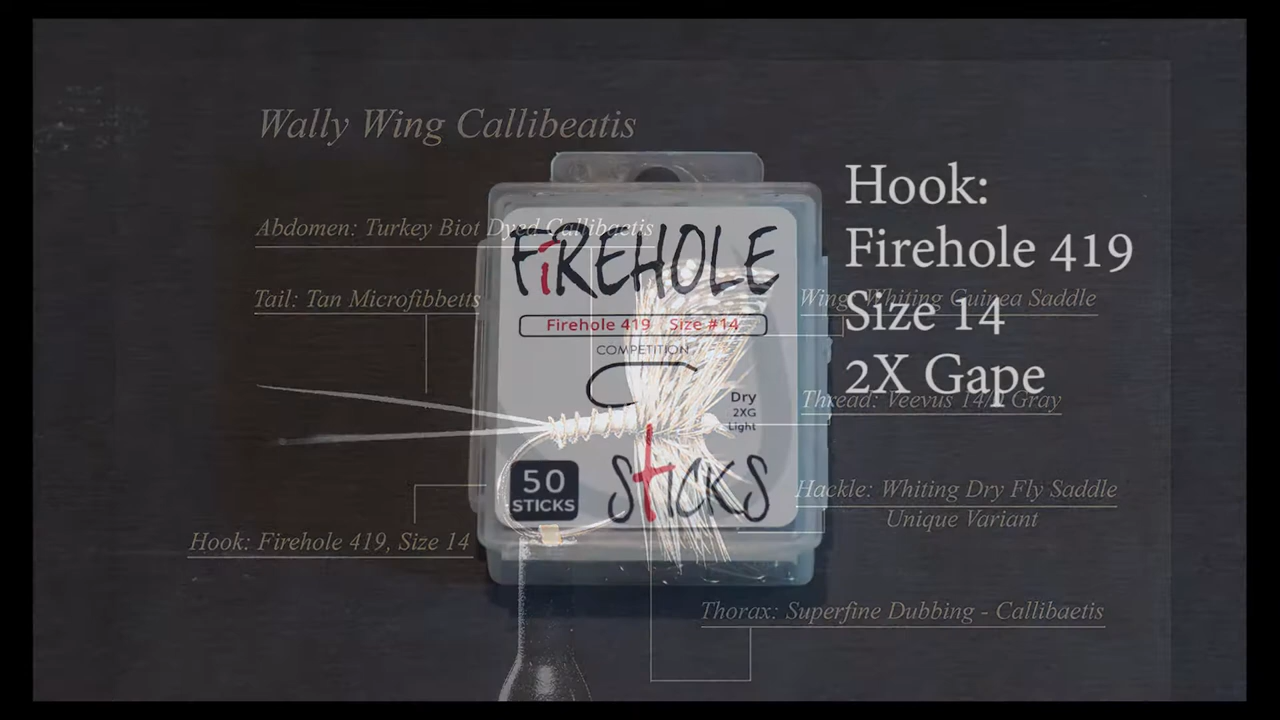 Wally Wing Callibeatis
Abdomen: Turkey Biot Dyed Callibaetis
Tail: Tan Microfibbetts
Hook: Firehole 419, Size 14
FiREHOLE
Firehole 419 Size #14
COMPETITION
Dry
2XG
Light
50
STICKS
STICKS
Hook:
Firehole 419
Size 14
2X Gape
Wing: Whiting Guinea Saddle
Thread: Veevus 14/0 Gray
Hackle: Whiting Dry Fly Saddle
Unique Variant
Thorax: Superfine Dubbing - Callibaetis